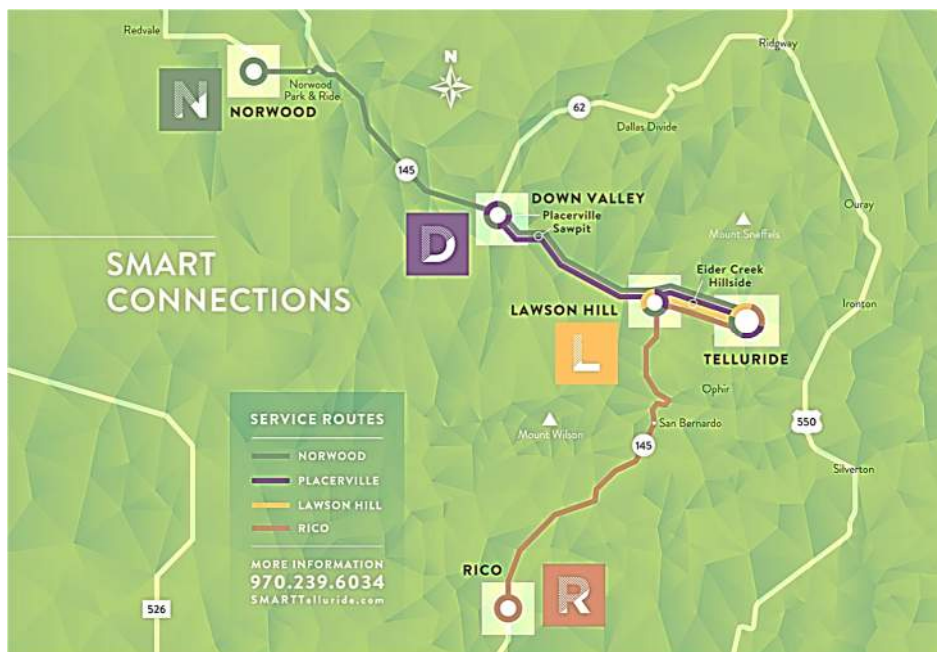 Redvale
N
Ridgway
Norwood
Park & Ride
NORWOOD
N
62
Dallas Divide
145
DOWN VALLEY
Placerville
Sawpit
Ouray
D
Mount Sneffels
SMART
CONNECTIONS
Elder Creek
Hillside
LAWSON HILL
Ironton
TELLURIDE
L
Ophir
SERVICE ROUTES
NORWOOD
PLACERVILLE
LAWSON HILL
RICO
MORE INFORMATION
970.239.6034
SMARTTelluride.com
Mount Wilson
San Bernardo
145
550
Silverton
RICO
R
526